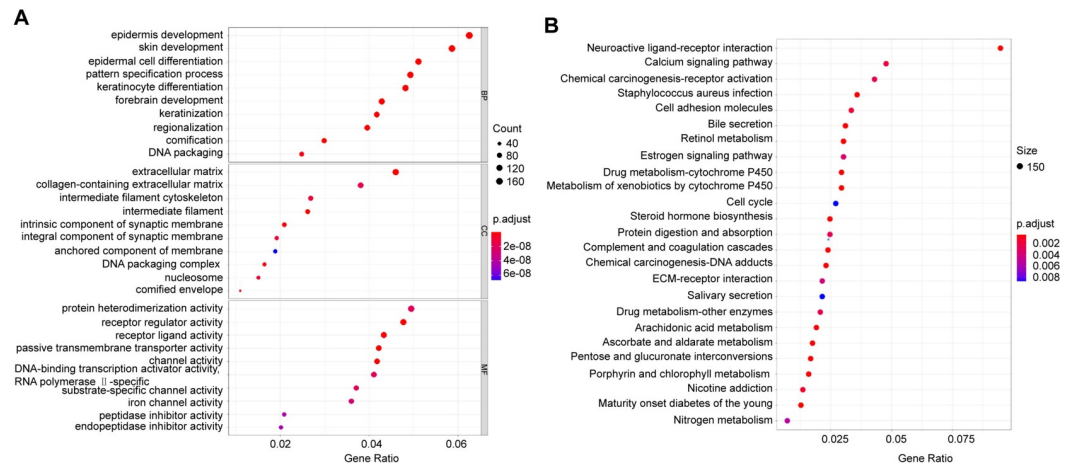 A
epidermis development
skin development
epidermal cell differentiation
pattern specification process
keratinocyte differentiation
forebrain development
keratinization
regionalization
comification
DNA packaging
BP
extracellular matrix
collagen-containing extracellular matrix
intermediate filament cytoskeleton
intermediate filament
intrinsic component of synaptic membrane
integral component of synaptic membrane
anchored component of membrane
DNA packaging complex
nucleosome
comified envelope
CC
protein heterodimerization activity
receptor regulator activity
receptor ligand activity
passive transmembrane transporter activity
channel activity
DNA-binding transcription activator activity,
RNA polymerase Ⅱ-specific
substrate-specific channel activity
iron channel activity
peptidase inhibitor activity
endopeptidase inhibitor activity
MF
0.02 0.04 0.06
Gene Ratio
Count
40
80
120
160
p.adjust
2e-08
4e-08
6e-08
B
Neuroactive ligand-receptor interaction
Calcium signaling pathway
Chemical carcinogenesis-receptor activation
Staphylococcus aureus infection
Cell adhesion molecules
Bile secretion
Retinol metabolism
Estrogen signaling pathway
Drug metabolism-cytochrome P450
Metabolism of xenobiotics by cytochrome P450
Cell cycle
Steroid hormone biosynthesis
Protein digestion and absorption
Complement and coagulation cascades
Chemical carcinogenesis-DNA adducts
ECM-receptor interaction
Salivary secretion
Drug metabolism-other enzymes
Arachidonic acid metabolism
Ascorbate and aldarate metabolism
Pentose and glucuronate interconversions
Porphyrin and chlorophyll metabolism
Nicotine addiction
Maturity onset diabetes of the young
Nitrogen metabolism
0.025 0.05 0.075
Gene Ratio
Size
150
p.adjust
0.002
0.004
0.006
0.008